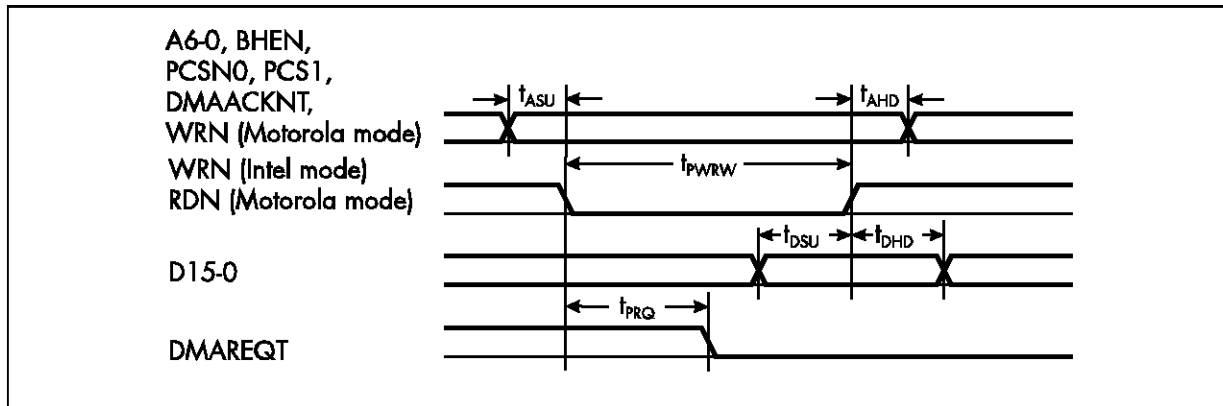 A6-0, BHEN,
PCSN0, PCS1,
DMAACKNT,
WRN (Motorola mode)
tASU
tAHD
WRN (Intel mode)
RDN (Motorola mode)
tPWRW
tDSU
tDHD
D15-0
tPRQ
DMAREQT